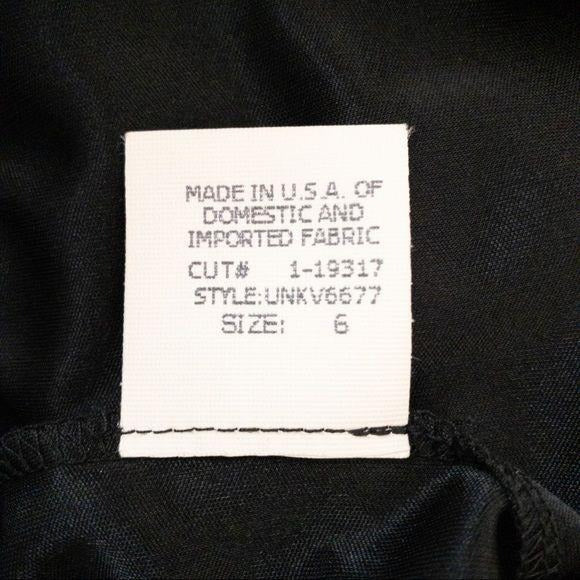 MADE IN U.S.A. OF
DOMESTIC AND
IMPORTED FABRIC
CUT# 1-19317
STYLE:UNKV6677
SIZE: 6